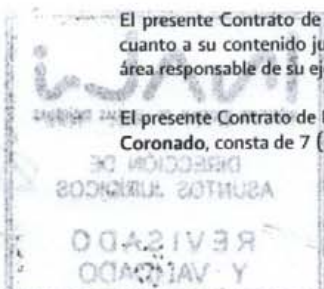 El presente Contrato de
cuanto a su contenido ju
área responsable de su ej
El presente Contrato de
Coronado, consta de 7 (
DIRECCIÓN
ASUNTOS JURÍDICOS
REVISADO
Y VALIDADO